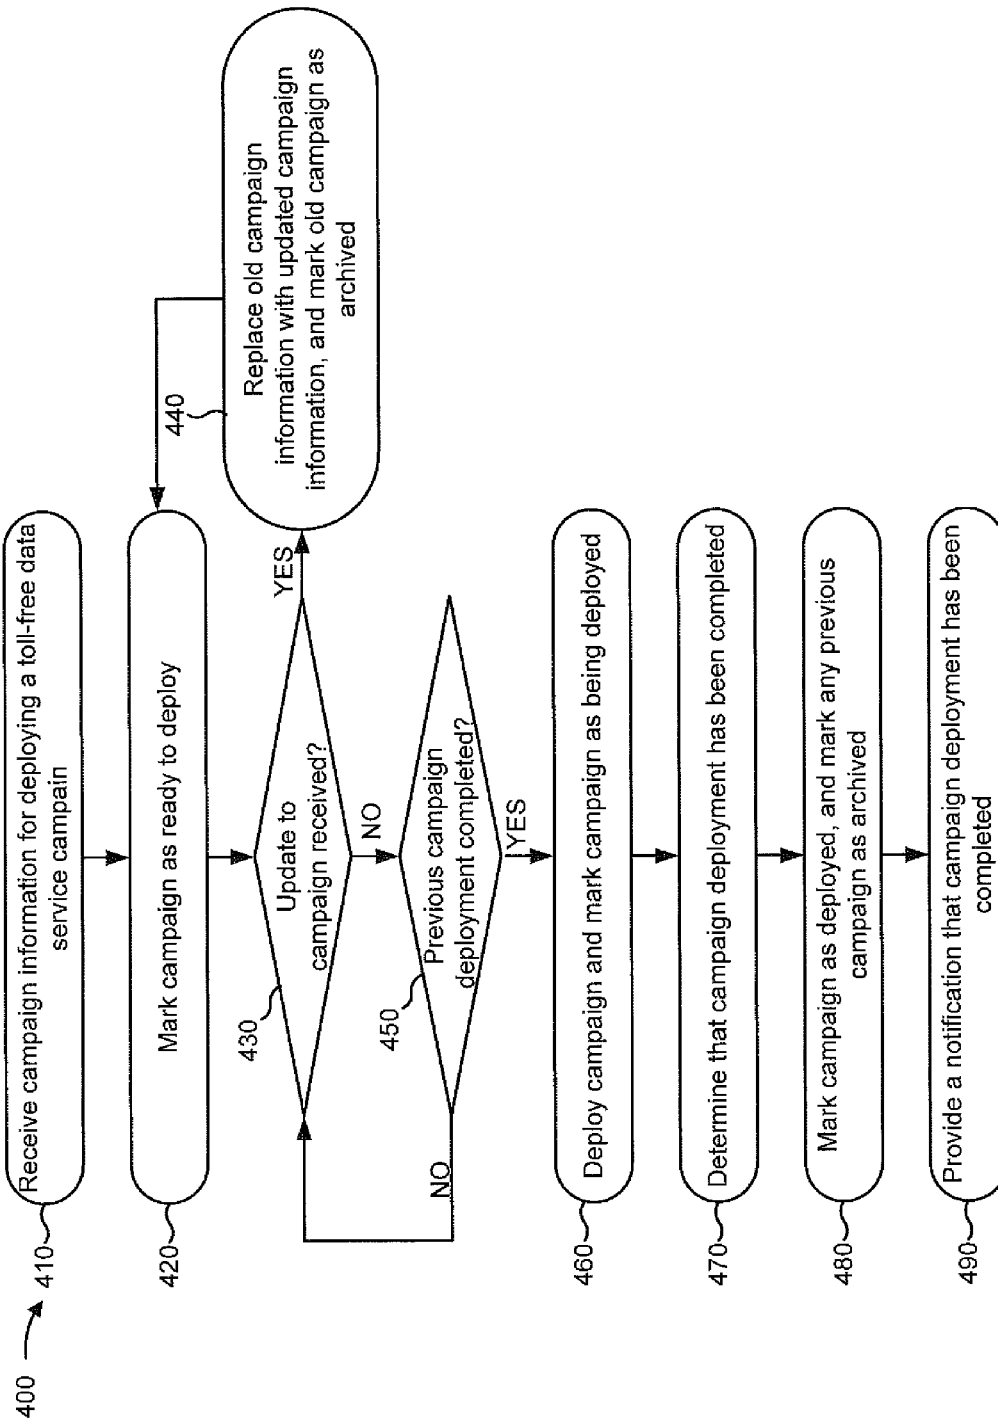 400
410
Receive campaign information for deploying a toll-free data
service campain
420
Mark campaign as ready to deploy
430
Update to
campaign received?
YES
440
Replace old campaign
information with updated campaign
information, and mark old campaign as
archived
NO
450
Previous campaign
deployment completed?
NO
YES
460
Deploy campaign and mark campaign as being deployed
470
Determine that campaign deployment has been completed
480
Mark campaign as deployed, and mark any previous
campaign as archived
490
Provide a notification that campaign deployment has been
completed